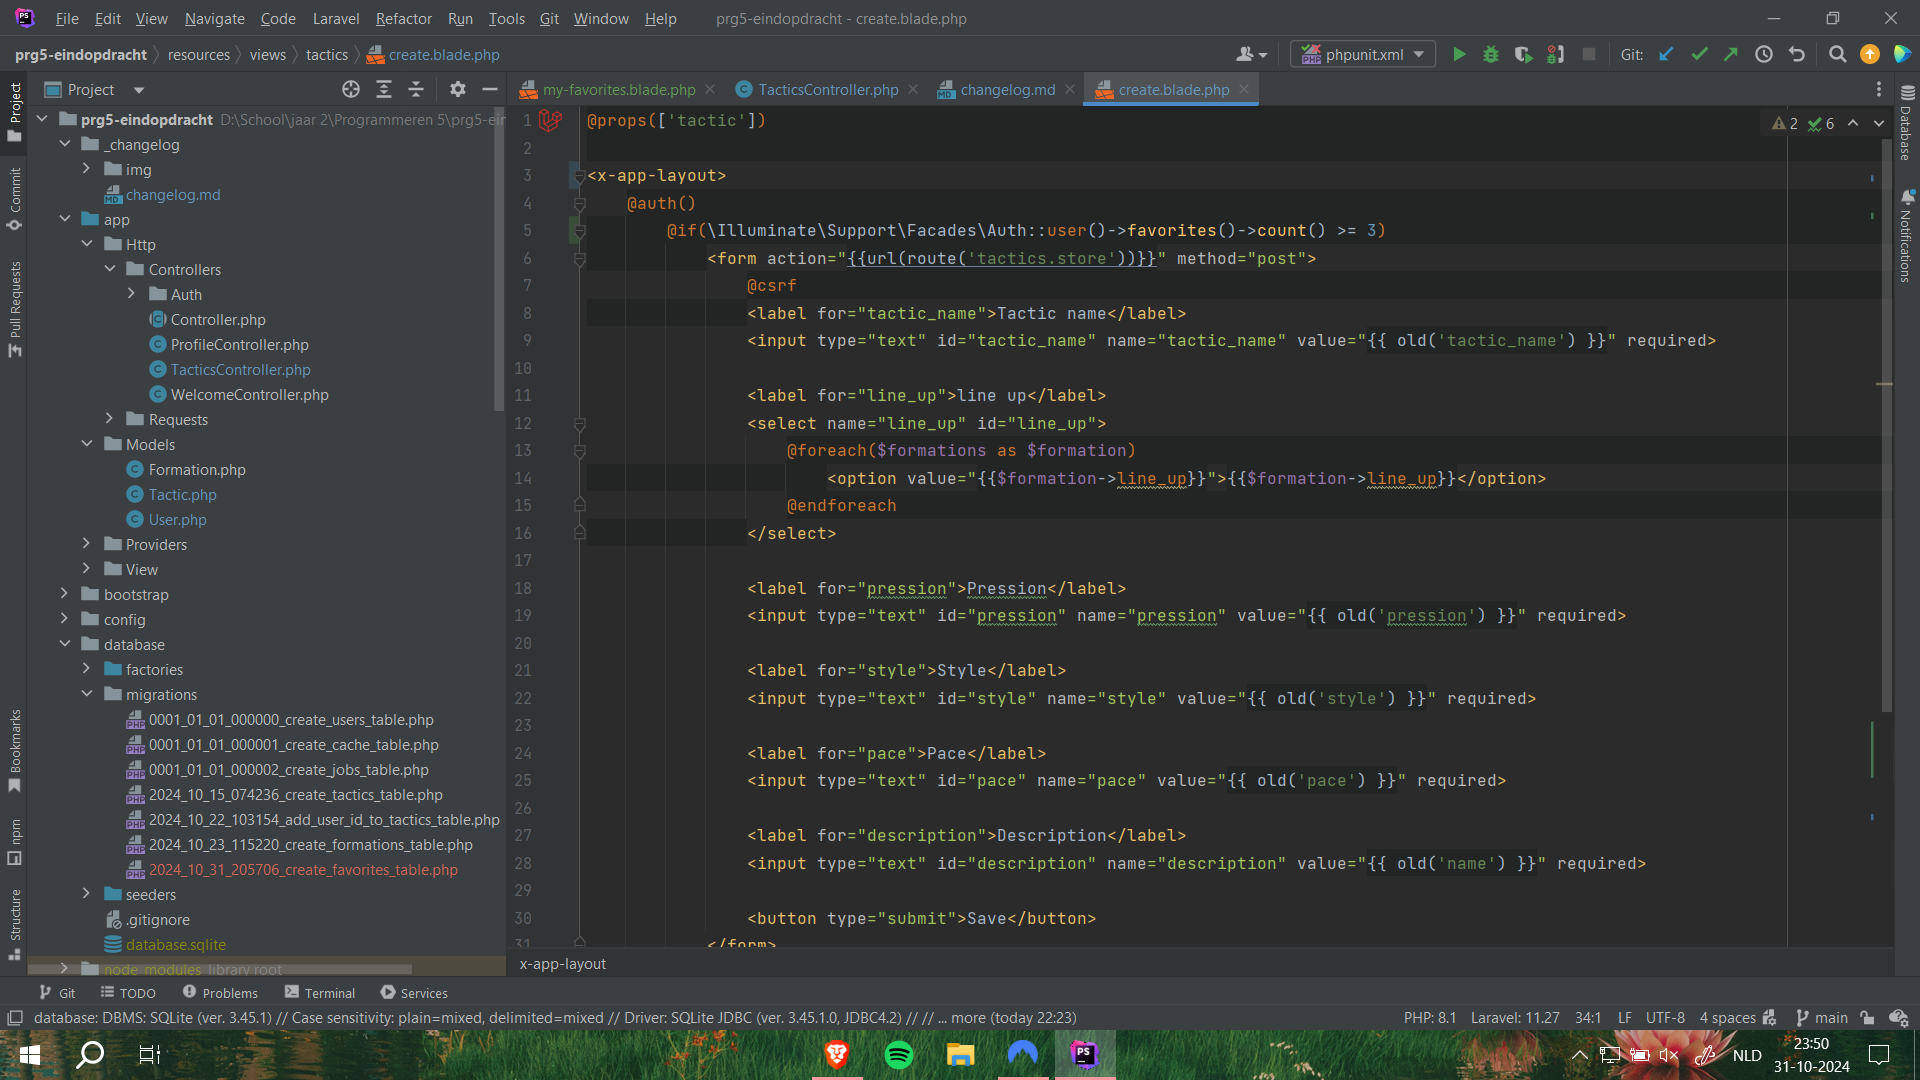 File Edit View Navigate Code Laravel Refactor Run Tools Git Window Help prg5-eindopdracht - create.blade.php
prg5-eindopdracht resources views tactics create.blade.php phpunit.xml Git:
Project my-favorites.blade.php TacticsController.php changelog.md create.blade.php
Project
Commit
Pull Requests
Bookmarks
npm
Structure
prg5-eindopdracht D:\School\jaar 2\Programmeren 5\prg5-ein
_changelog
img
changelog.md
app
Http
Controllers
Auth
Controller.php
ProfileController.php
TacticsController.php
WelcomeController.php
Requests
Models
Formation.php
Tactic.php
User.php
Providers
View
bootstrap
config
database
factories
migrations
0001_01_01_000000_create_users_table.php
0001_01_01_000001_create_cache_table.php
0001_01_01_000002_create_jobs_table.php
2024_10_15_074236_create_tactics_table.php
2024_10_22_103154_add_user_id_to_tactics_table.php
2024_10_23_115220_create_formations_table.php
2024_10_31_205706_create_favorites_table.php
seeders
.gitignore
database.sqlite
node_modules library root
1 @props(['tactic'])
2
3 <x-app-layout>
4 @auth()
5 @if(\Illuminate\Support\Facades\Auth::user()->favorites()->count() >= 3)
6 <form action="{{url(route('tactics.store'))}}" method="post">
7 @csrf
8 <label for="tactic_name">Tactic name</label>
9 <input type="text" id="tactic_name" name="tactic_name" value="{{ old('tactic_name') }}" required>
10
11 <label for="line_up">line up</label>
12 <select name="line_up" id="line_up">
13 @foreach($formations as $formation)
14 <option value="{{$formation->line_up}}">{{$formation->line_up}}</option>
15 @endforeach
16 </select>
17
18 <label for="pression">Pression</label>
19 <input type="text" id="pression" name="pression" value="{{ old('pression') }}" required>
20
21 <label for="style">Style</label>
22 <input type="text" id="style" name="style" value="{{ old('style') }}" required>
23
24 <label for="pace">Pace</label>
25 <input type="text" id="pace" name="pace" value="{{ old('pace') }}" required>
26
27 <label for="description">Description</label>
28 <input type="text" id="description" name="description" value="{{ old('name') }}" required>
29
30 <button type="submit">Save</button>
31 </form>
2 6
Database
Notifications
x-app-layout
Git TODO Problems Terminal Services
database: DBMS: SQLite (ver. 3.45.1) // Case sensitivity: plain=mixed, delimited=mixed // Driver: SQLite JDBC (ver. 3.45.1.0, JDBC4.2) // // ... more (today 22:23) PHP: 8.1 Laravel: 11.27 34:1 LF UTF-8 4 spaces main
NLD 23:50
31-10-2024